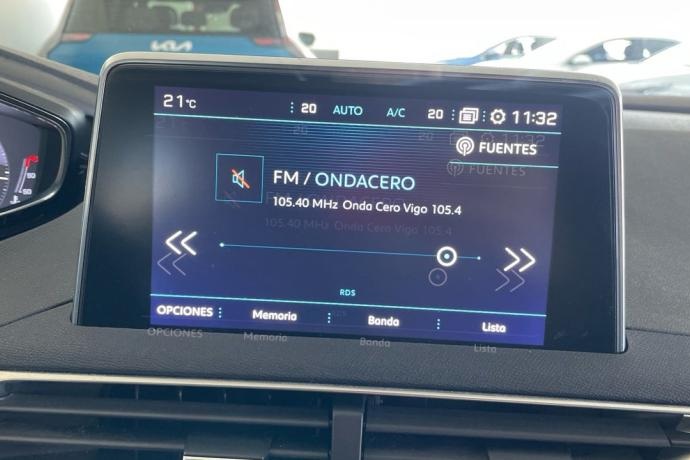 KIA
21°C 20 AUTO A/C 20 11:32
FUENTES
FM / ONDACERO
105.40 MHz Onda Cero Vigo 105.4
RDS
OPCIONES Memoria Banda Lista